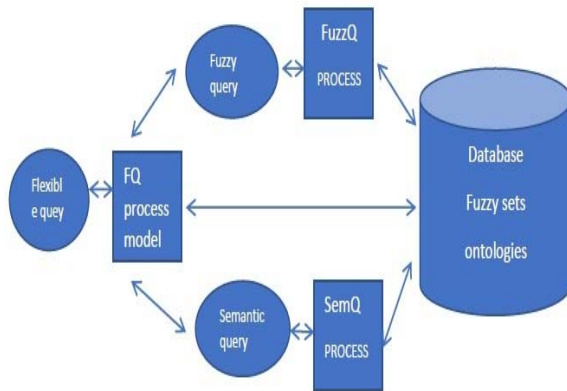 Fuzzy
query
FuzzQ
PROCESS
Flexibl
e quey
FQ
process
model
Database
Fuzzy sets
ontologies
Semantic
query
SemQ
PROCESS